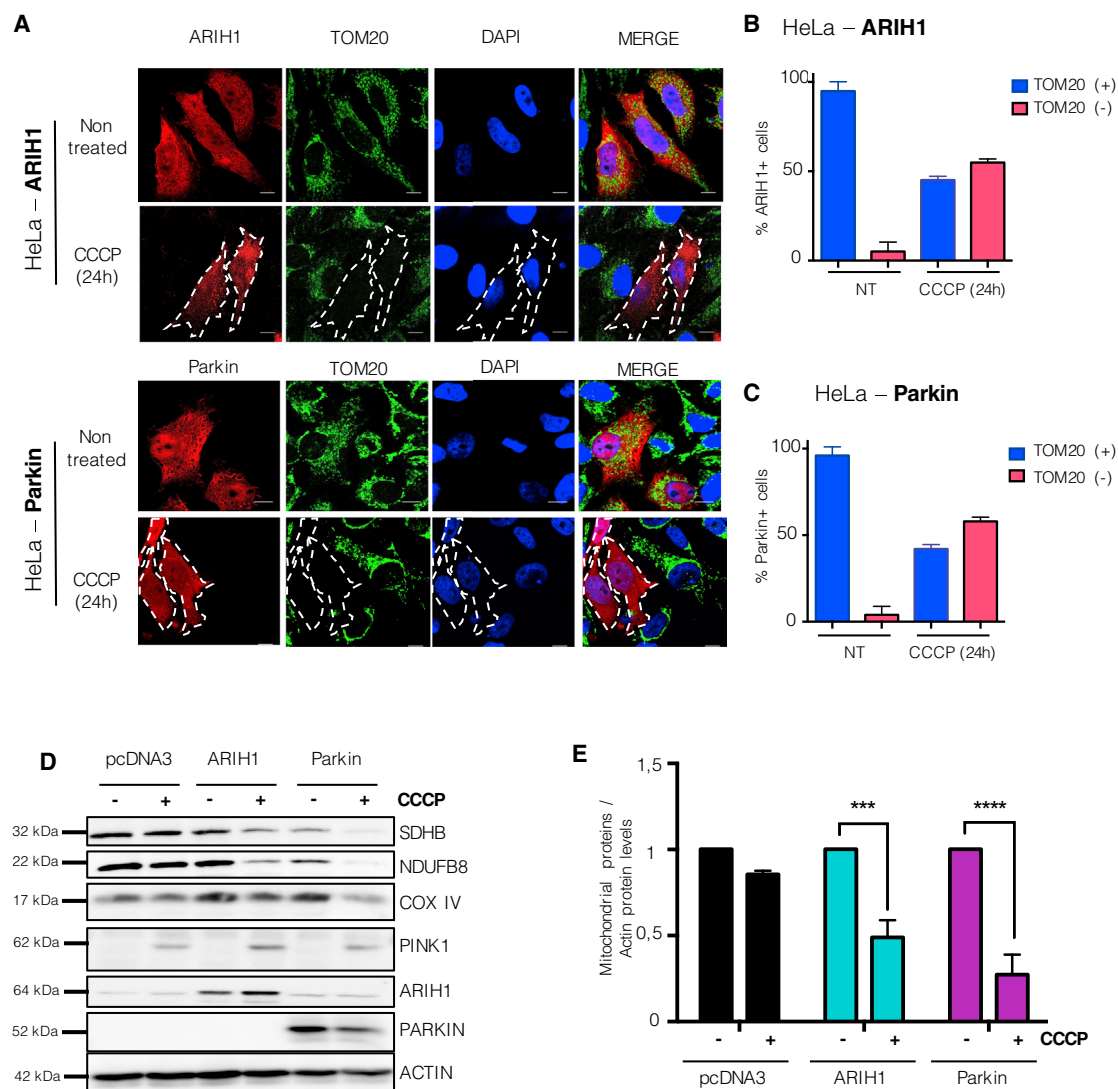 A
ARIH1 TOM20 DAPI MERGE
HeLa – ARIH1
Non
treated
CCCP
(24h)
Parkin TOM20 DAPI MERGE
HeLa – Parkin
Non
treated
CCCP
(24h)
B HeLa – ARIH1
% ARIH1+ cells
100
50
0
NT CCCP (24h)
TOM20 (+)
TOM20 (-)
C HeLa – Parkin
% Parkin+ cells
100
50
0
NT CCCP (24h)
TOM20 (+)
TOM20 (-)
D
pcDNA3 ARIH1 Parkin
- + - + - + CCCP
32 kDa SDHB
22 kDa NDUFB8
17 kDa COX IV
62 kDa PINK1
64 kDa ARIH1
52 kDa PARKIN
42 kDa ACTIN
E
Mitochondrial proteins /
Actin protein levels
1,5
1
0,5
0
*** ****
- + - + - + CCCP
pcDNA3 ARIH1 Parkin